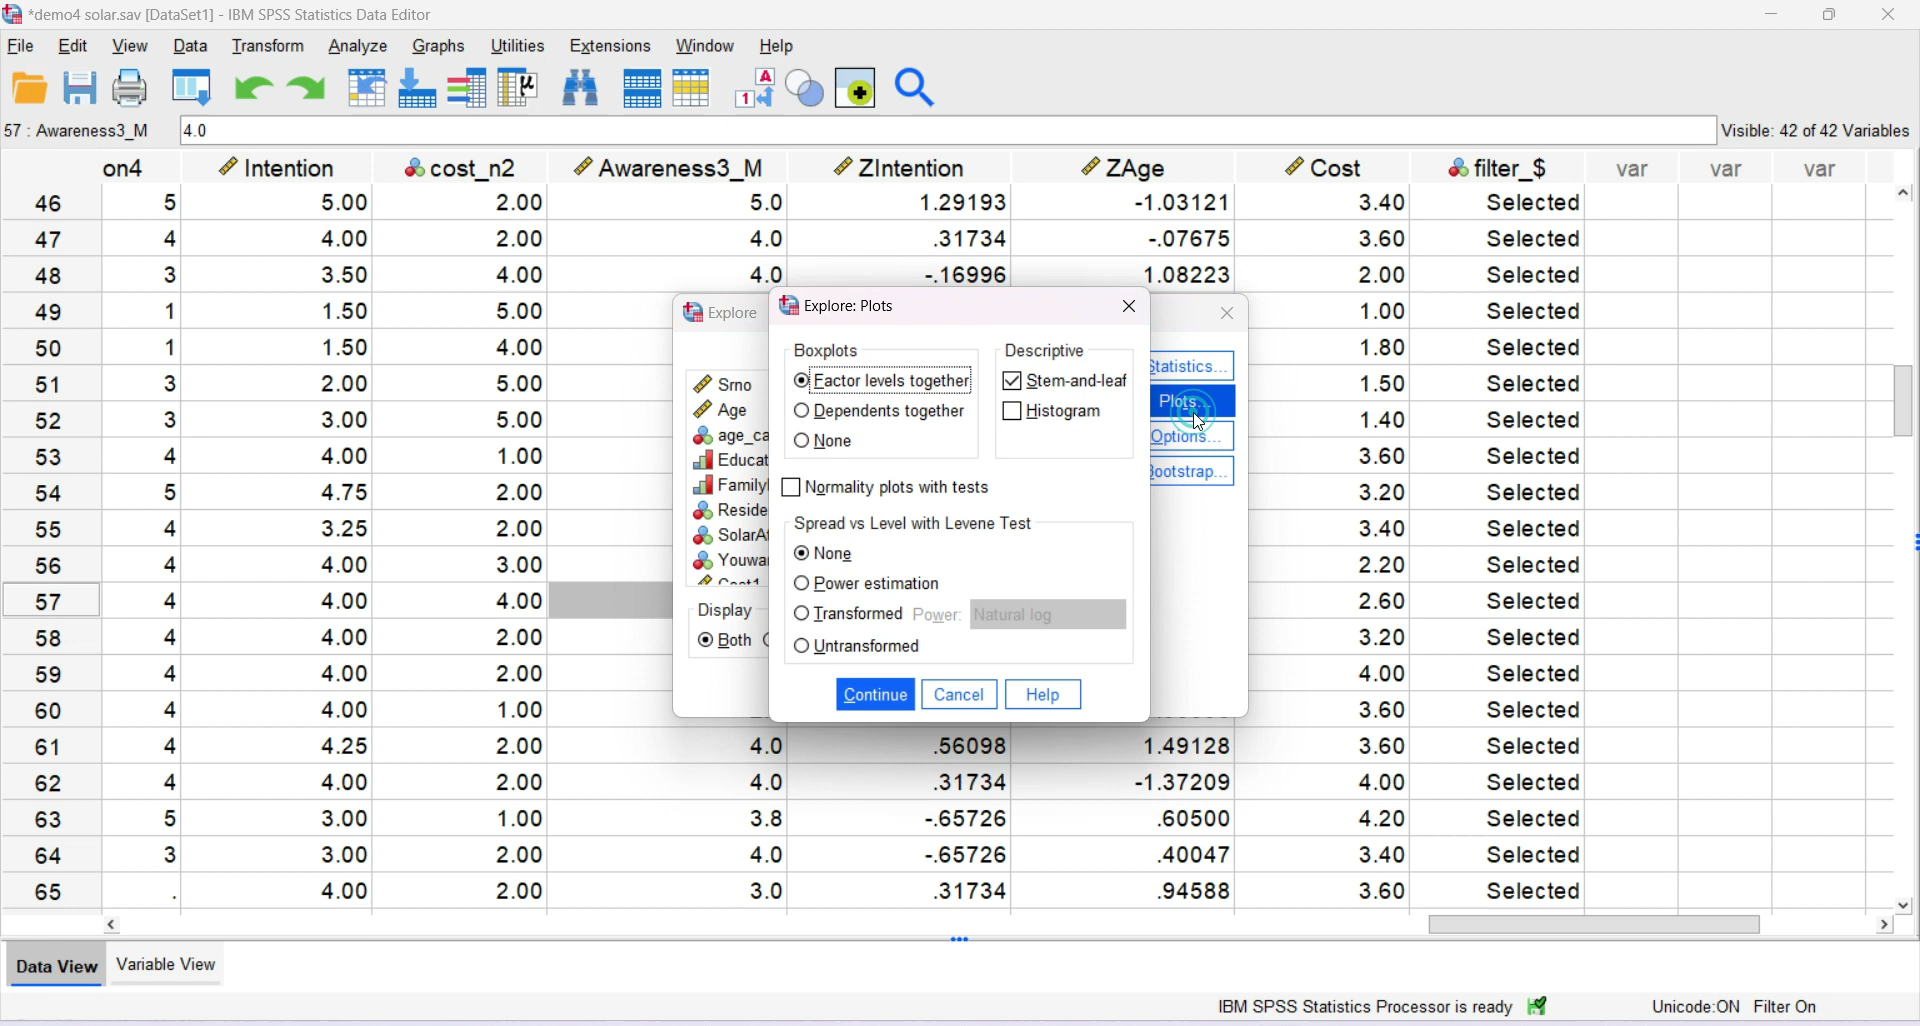 *demo4 solar.sav [DataSet1] - IBM SPSS Statistics Data Editor
File Edit View Data Transform Analyze Graphs Utilities Extensions Window Help
57 : Awareness3_M 4.0 Visible: 42 of 42 Variables
on4 Intention cost_n2 Awareness3_M ZIntention ZAge Cost filter_$ var var var
46 5 5.00 2.00 5.0 1.29193 -1.03121 3.40 Selected
47 4 4.00 2.00 4.0 .31734 -.07675 3.60 Selected
48 3 3.50 4.00 4.0 -.16996 1.08223 2.00 Selected
49 1 1.50 5.00 1.00 Selected
50 1 1.50 4.00 1.80 Selected
51 3 2.00 5.00 1.50 Selected
52 3 3.00 5.00 1.40 Selected
53 4 4.00 1.00 3.60 Selected
54 5 4.75 2.00 3.20 Selected
55 4 3.25 2.00 3.40 Selected
56 4 4.00 3.00 2.20 Selected
57 4 4.00 4.00 2.60 Selected
58 4 4.00 2.00 3.20 Selected
59 4 4.00 2.00 4.00 Selected
60 4 4.00 1.00 3.60 Selected
61 4 4.25 2.00 4.0 .56098 1.49128 3.60 Selected
62 4 4.00 2.00 4.0 .31734 -1.37209 4.00 Selected
63 5 3.00 1.00 3.8 -.65726 .60500 4.20 Selected
64 3 3.00 2.00 4.0 -.65726 .40047 3.40 Selected
65 . 4.00 2.00 3.0 .31734 .94588 3.60 Selected
Explore
Srno
Age
age_ca
Educat
Family
Reside
SolarA
Youwa
Cost1
Display
Both
Statistics...
Plots...
Options...
Bootstrap...
Explore: Plots
Boxplots
Factor levels together
Dependents together
None
Descriptive
Stem-and-leaf
Histogram
Normality plots with tests
Spread vs Level with Levene Test
None
Power estimation
Transformed Power: Natural log
Untransformed
Continue Cancel Help
Data View Variable View
IBM SPSS Statistics Processor is ready Unicode:ON Filter On